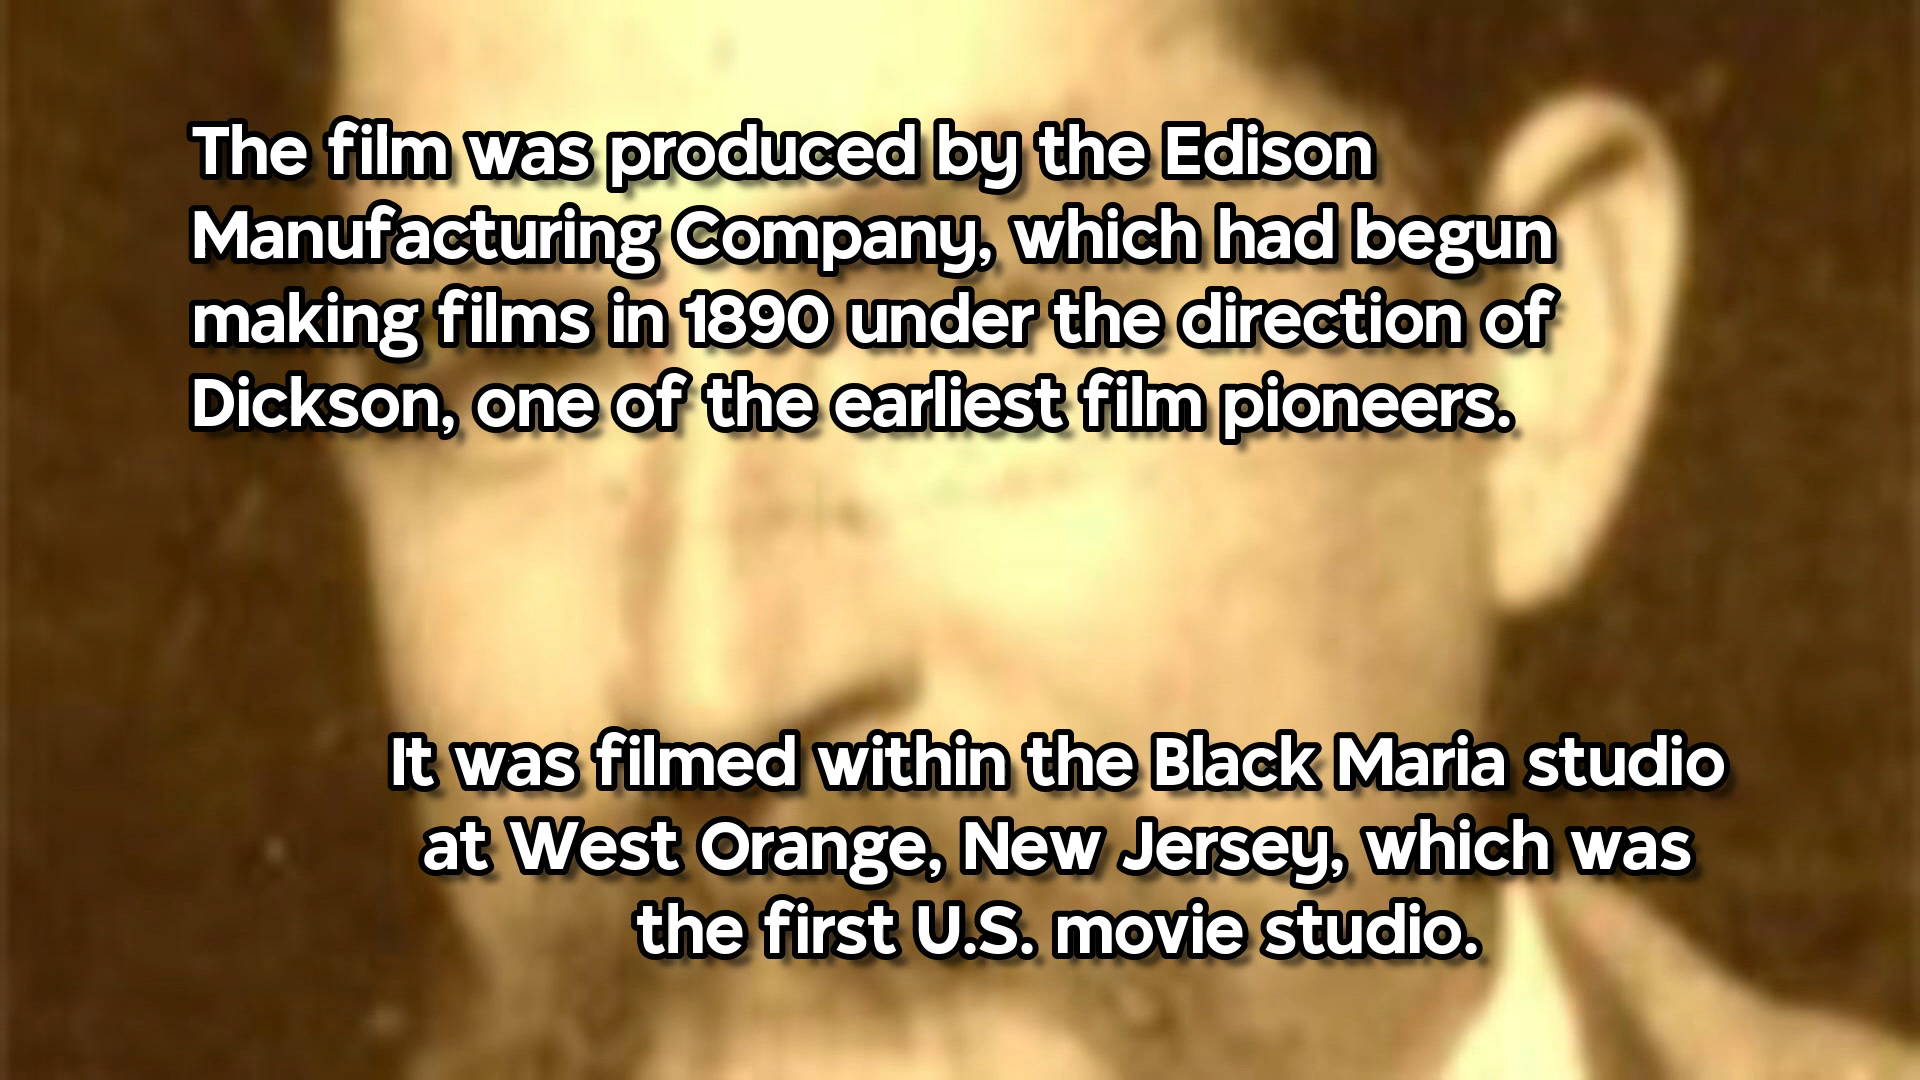 The film was produced by the Edison
Manufacturing Company, which had begun
making films in 1890 under the direction of
Dickson, one of the earliest film pioneers.
It was filmed within the Black Maria studio
at West Orange, New Jersey, which was
the first U.S. movie studio.